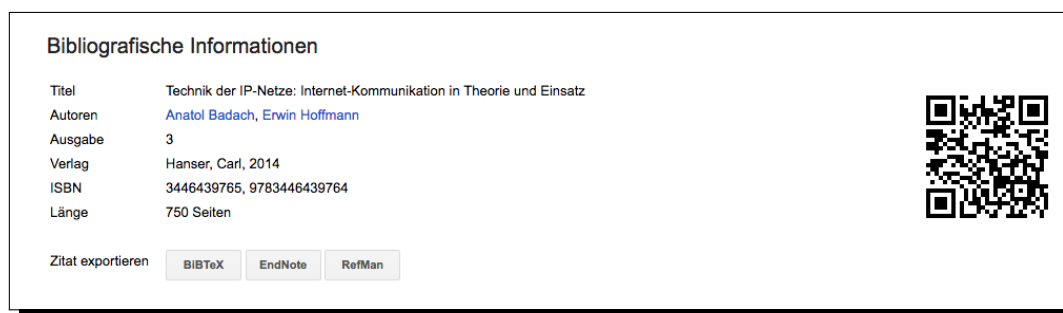 Bibliografische Informationen
Titel Technik der IP-Netze: Internet-Kommunikation in Theorie und Einsatz
Autoren Anatol Badach, Erwin Hoffmann
Ausgabe 3
Verlag Hanser, Carl, 2014
ISBN 3446439765, 9783446439764
Länge 750 Seiten
Zitat exportieren BiBTeX EndNote RefMan